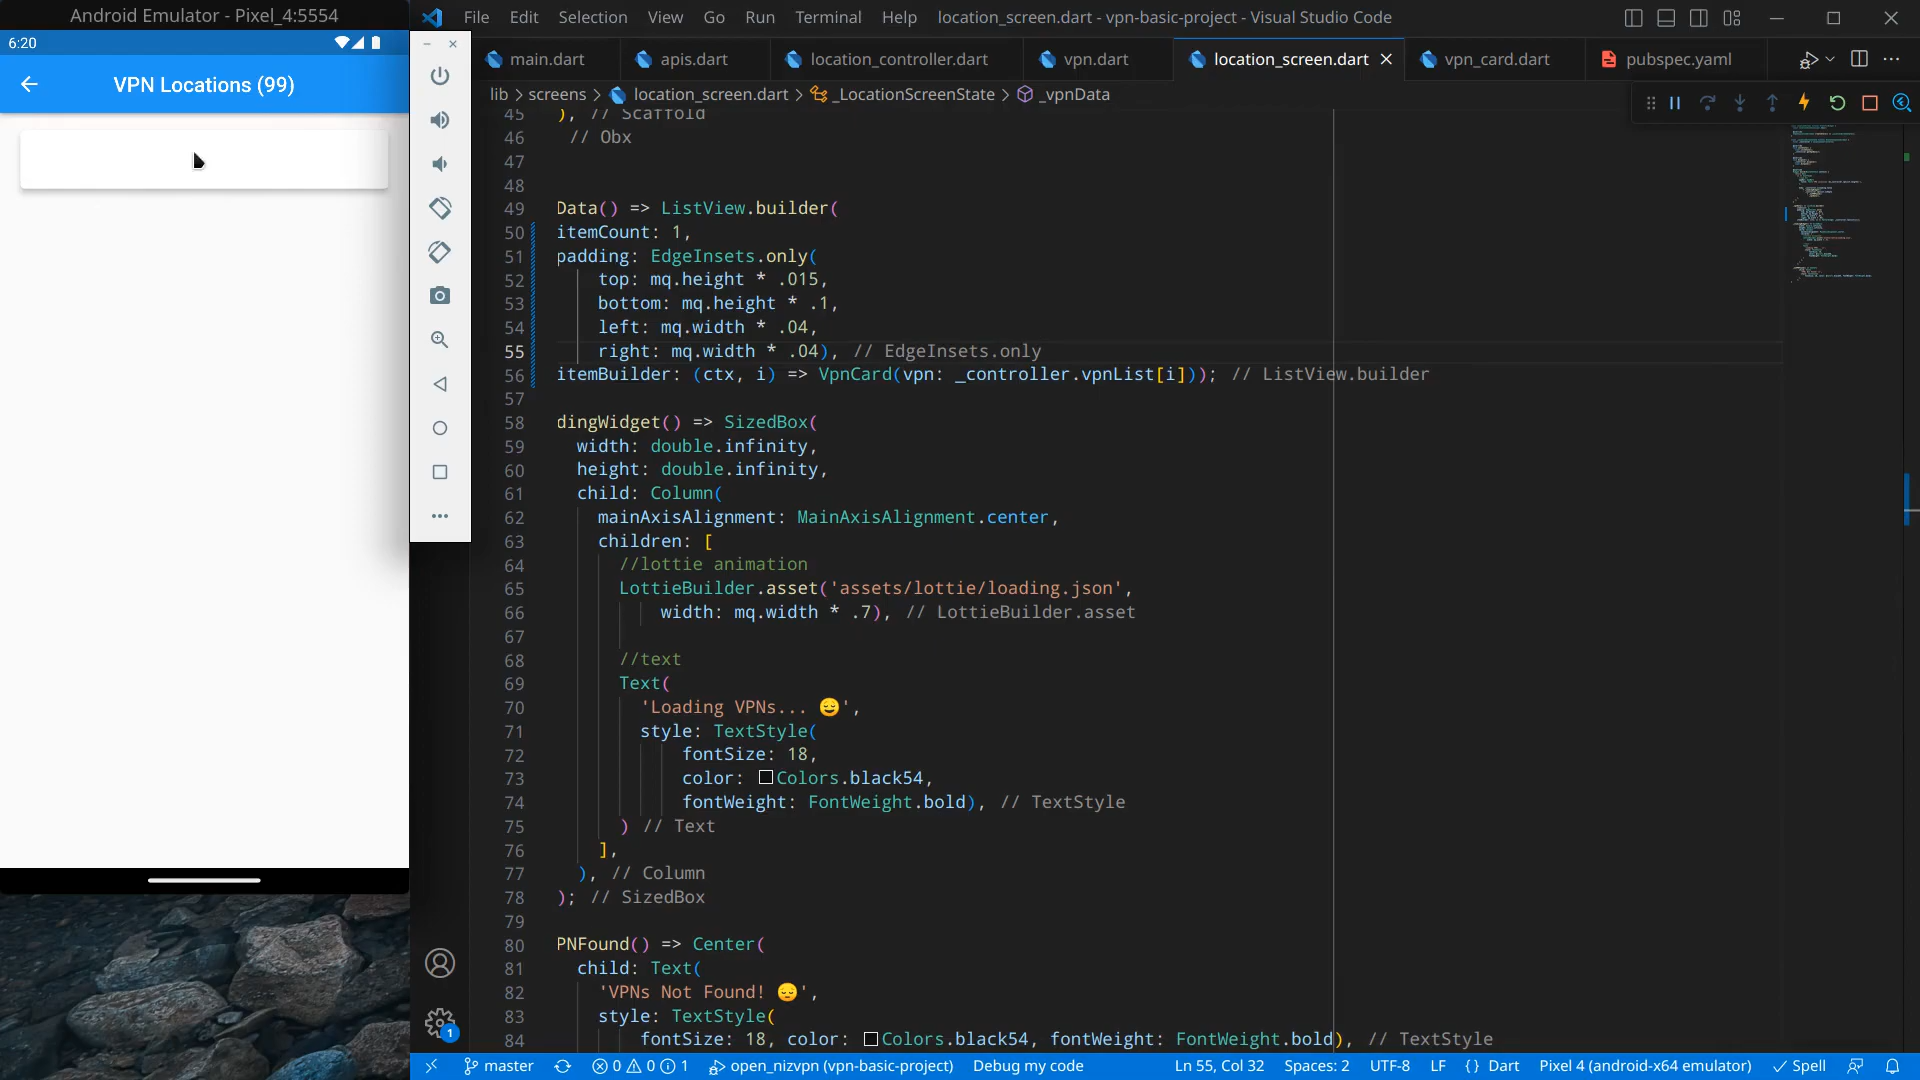 Android Emulator - Pixel_4:5554
6:20
VPN Locations (99)
File Edit Selection View Go Run Terminal Help
location_screen.dart - vpn-basic-project - Visual Studio Code
main.dart
apis.dart
location_controller.dart
vpn.dart
location_screen.dart
vpn_card.dart
pubspec.yaml
lib > screens > location_screen.dart > _LocationScreenState > _vpnData
45 ), // Scaffold
46 // Obx
47
48
49 Data() => ListView.builder(
50 itemCount: 1,
51 padding: EdgeInsets.only(
52 top: mq.height * .015,
53 bottom: mq.height * .1,
54 left: mq.width * .04,
55 right: mq.width * .04), // EdgeInsets.only
56 itemBuilder: (ctx, i) => VpnCard(vpn: _controller.vpnList[i])); // ListView.builder
57
58 dingWidget() => SizedBox(
59 width: double.infinity,
60 height: double.infinity,
61 child: Column(
62 mainAxisAlignment: MainAxisAlignment.center,
63 children: [
64 //lottie animation
65 LottieBuilder.asset('assets/lottie/loading.json',
66 width: mq.width * .7), // LottieBuilder.asset
67
68 //text
69 Text(
70 'Loading VPNs... 😌',
71 style: TextStyle(
72 fontSize: 18,
73 color: Colors.black54,
74 fontWeight: FontWeight.bold), // TextStyle
75 ) // Text
76 ],
77 ), // Column
78 ); // SizedBox
79
80 PNFound() => Center(
81 child: Text(
82 'VPNs Not Found! 😔',
83 style: TextStyle(
84 fontSize: 18, color: Colors.black54, fontWeight: FontWeight.bold), // TextStyle
1
master
0 0 1
open_nizvpn (vpn-basic-project)
Debug my code
Ln 55, Col 32
Spaces: 2
UTF-8
LF
{} Dart
Pixel 4 (android-x64 emulator)
Spell